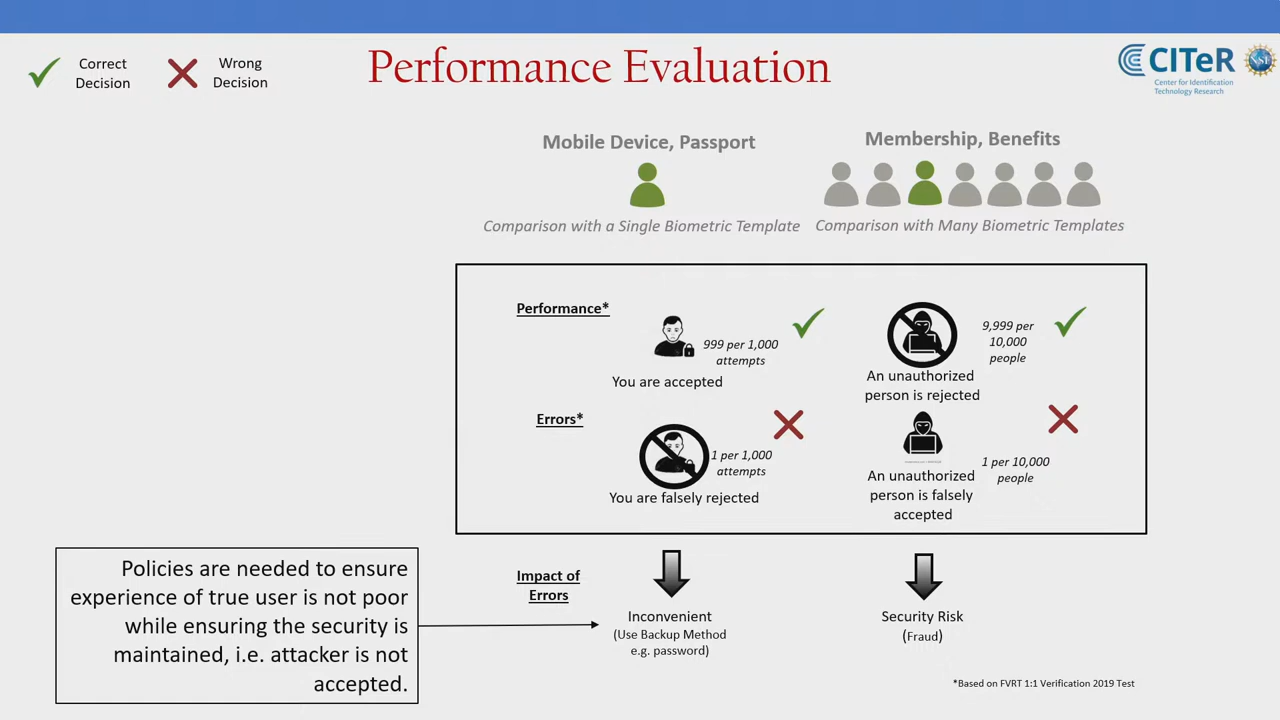 Correct
Decision
Wrong
Decision
Performance Evaluation
CITeR
Center for Identification
Technology Research
NSF
Mobile Device, Passport
Membership, Benefits
Comparison with a Single Biometric Template
Comparison with Many Biometric Templates
Performance*
999 per 1,000
attempts
You are accepted
9,999 per
10,000
people
An unauthorized
person is rejected
Errors*
1 per 1,000
attempts
You are falsely rejected
1 per 10,000
people
An unauthorized
person is falsely
accepted
Policies are needed to ensure
experience of true user is not poor
while ensuring the security is
maintained, i.e. attacker is not
accepted.
Impact of
Errors
Inconvenient
(Use Backup Method
e.g. password)
Security Risk
(Fraud)
*Based on FVRT 1:1 Verification 2019 Test